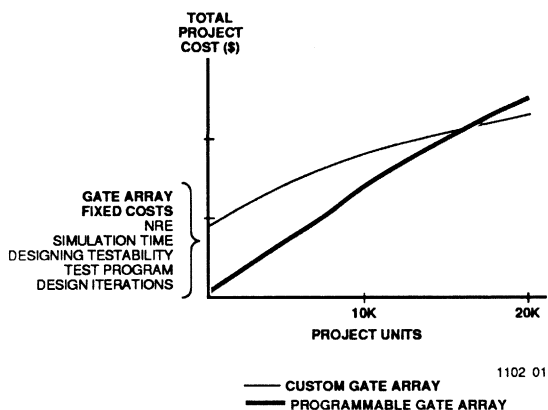 TOTAL
PROJECT
COST ($)
GATE ARRAY
FIXED COSTS
NRE
SIMULATION TIME
DESIGNING TESTABILITY
TEST PROGRAM
DESIGN ITERATIONS
10K
20K
PROJECT UNITS
1102 01
CUSTOM GATE ARRAY
PROGRAMMABLE GATE ARRAY